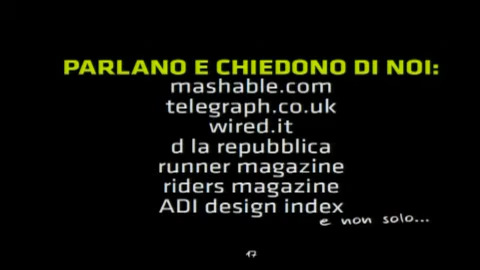 PARLANO E CHIEDONO DI NOI:
mashable.com
telegraph.co.uk
wired.it
d la repubblica
runner magazine
riders magazine
ADI design index
e non solo...
17